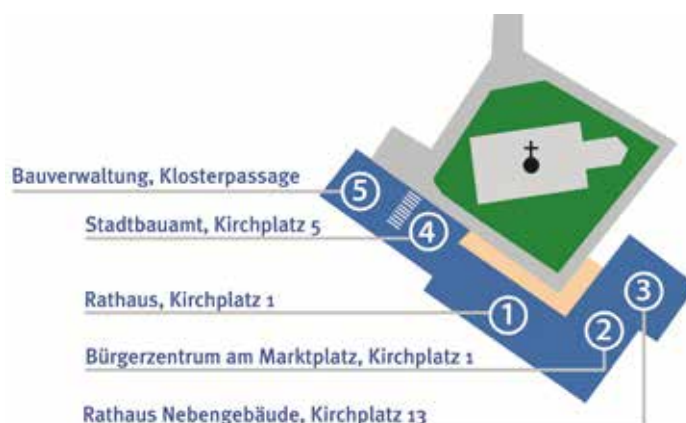 Bauverwaltung, Klosterpassage
5
Stadtbauamt, Kirchplatz 5
4
Rathaus, Kirchplatz 1
1
3
2
Bürgerzentrum am Marktplatz, Kirchplatz 1
Rathaus Nebengebäude, Kirchplatz 13